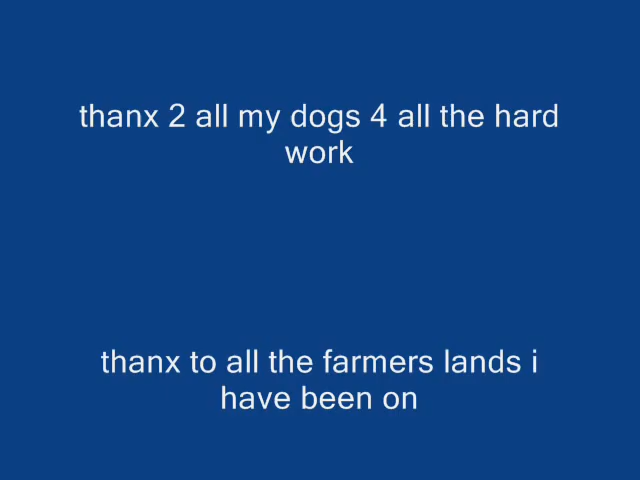 thanx 2 all my dogs 4 all the hard
work
thanx to all the farmers lands i
have been on